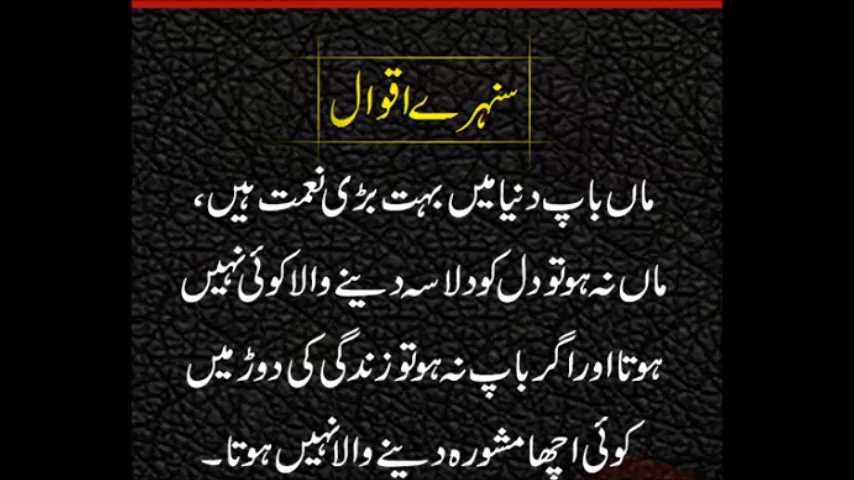 سنہرے اقوال
ماں باپ دنیا میں بہت بڑی نعمت ہیں،
ماں نہ ہو تو دل کو دلاسہ دینے والا کوئی نہیں
ہوتا اور اگر باپ نہ ہو تو زندگی کی دوڑ میں
کوئی اچھا مشورہ دینے والا نہیں ہوتا۔